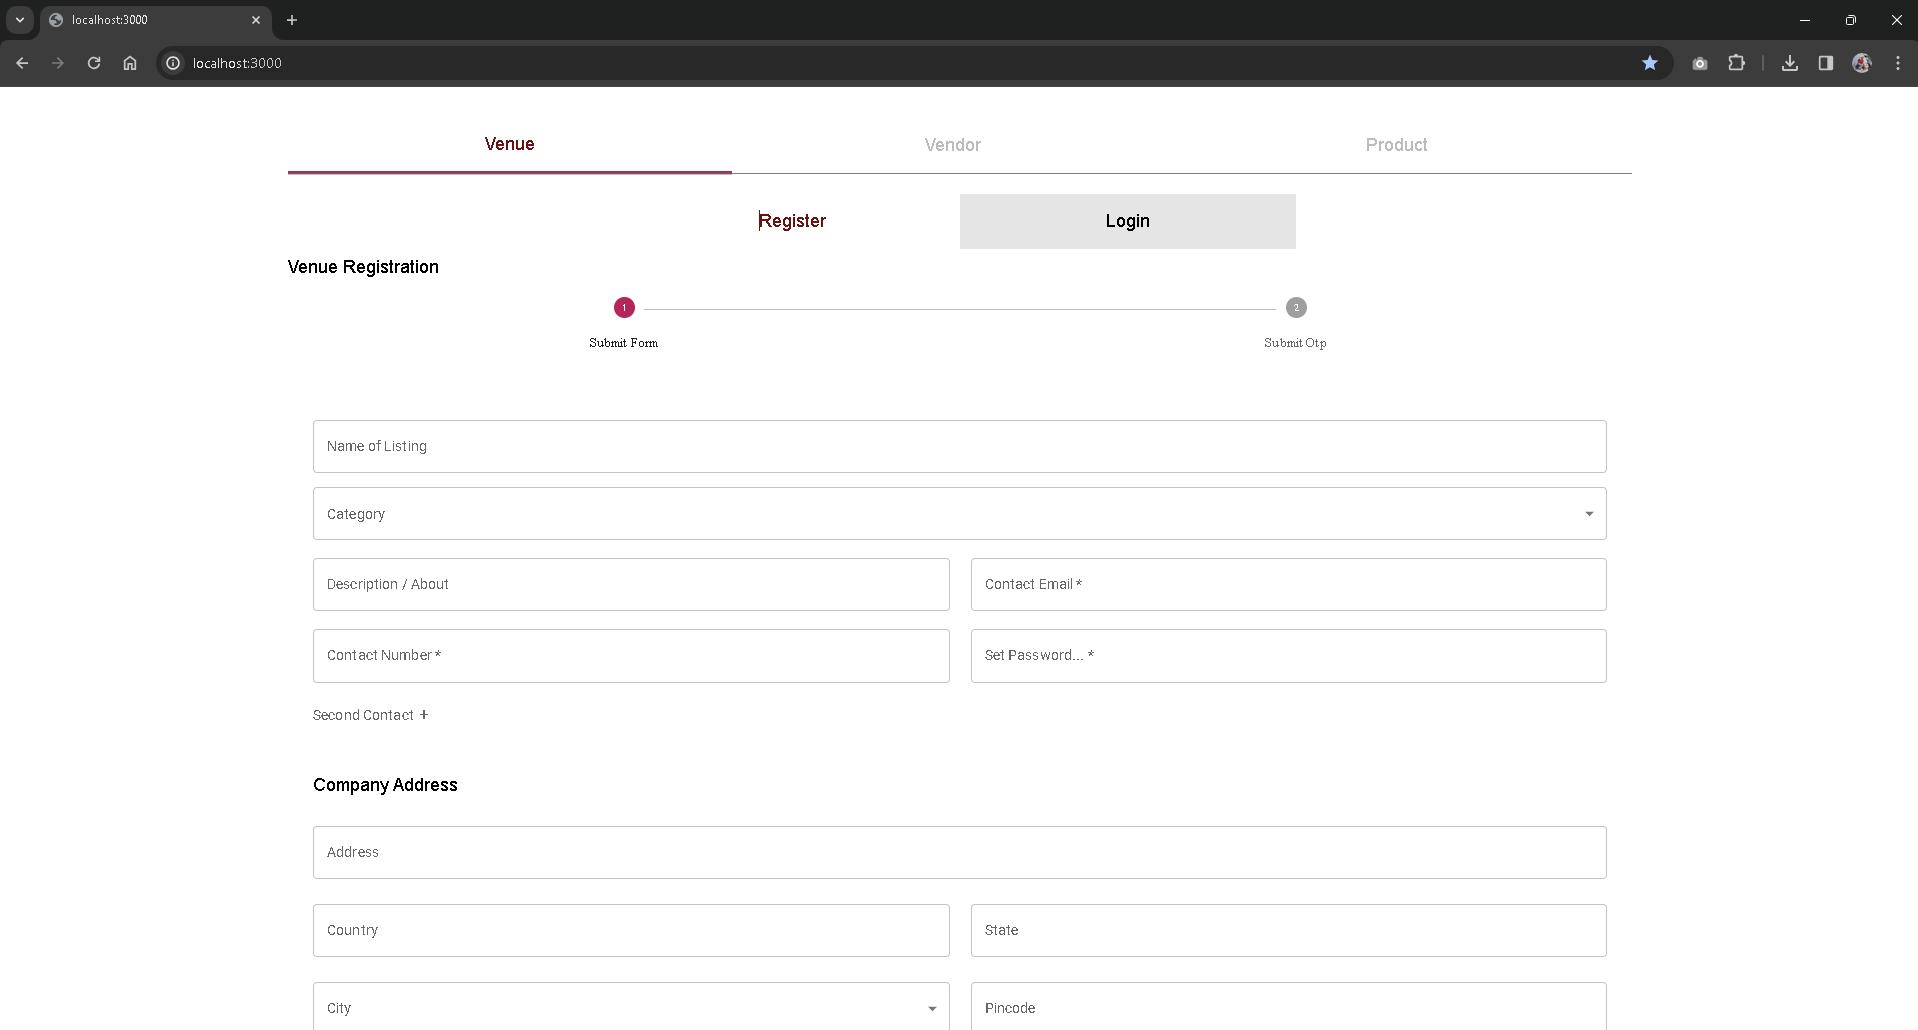 localhost:3000
localhost:3000
Venue Vendor Product
Register Login
Venue Registration
1 2
Submit Form Submit Otp
Name of Listing
Category
Description / About Contact Email *
Contact Number * Set Password... *
Second Contact +
Company Address
Address
Country State
City Pincode